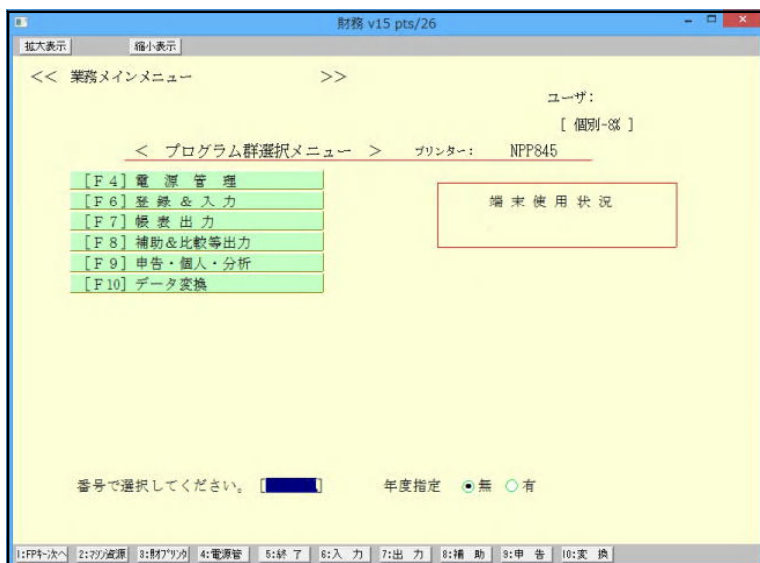 財務 v15 pts/26
拡大表示 縮小表示
<< 業務メインメニュー >>
ユーザ:
[ 個別-8% ]
< プログラム群選択メニュー > プリンター: NPP845
[F 4] 電 源 管 理
[F 6] 登 録 & 入 力
[F 7] 帳 表 出 力
[F 8] 補助&比較等出力
[F 9] 申告・個人・分析
[F10] データ変換
端 末 使 用 状 況
番号で選択してください。 [ ] 年度指定 無 有
1:FPキー次へ 2:マシン資源 3:財プリンタ 4:電源管 5:終 了 6:入 力 7:出 力 8:補 助 9:申 告 10:変 換